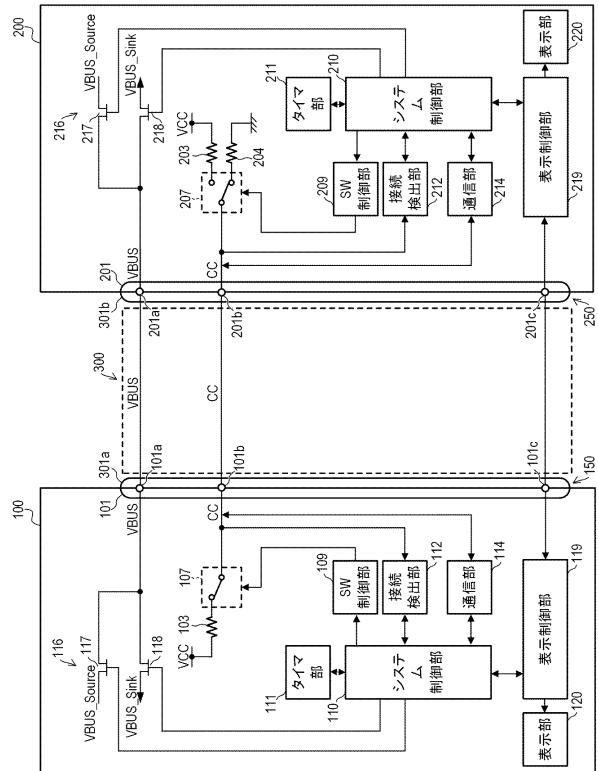 100
116
VBUS_Source
117
VBUS_Sink
118
VBUS
101
301a
101a
VCC
103
107
CC
101b
111
タイマ部
109
SW制御部
110
システム制御部
接続検出部
112
通信部
114
表示制御部
119
表示部
120
101c
150
300
VBUS
CC
200
216
VBUS_Source
217
VBUS_Sink
218
VBUS
301b
201
201a
VCC
203
204
207
CC
201b
211
タイマ部
209
SW制御部
210
システム制御部
接続検出部
212
通信部
214
表示制御部
219
表示部
220
201c
250